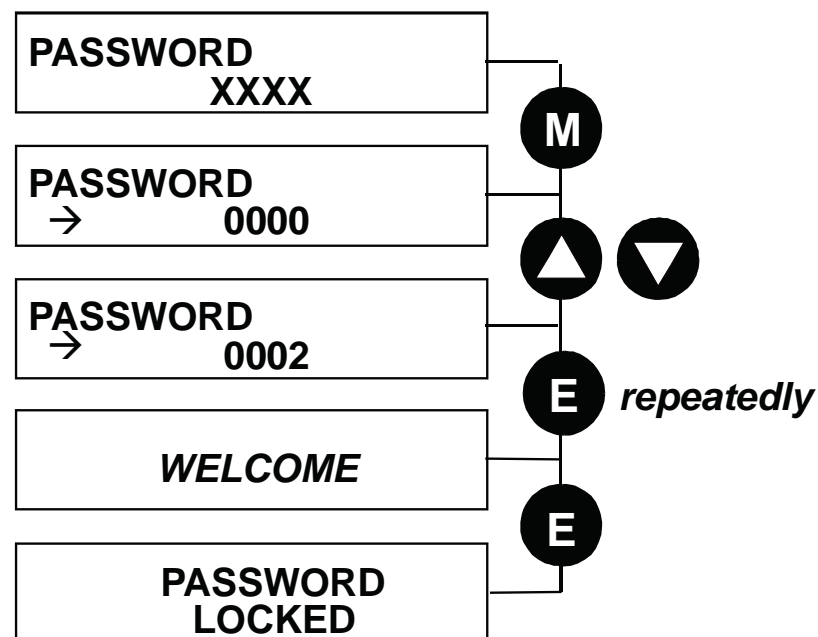 PASSWORD
XXXX
M
PASSWORD
→ 0000
PASSWORD
→ 0002
E repeatedly
WELCOME
E
PASSWORD
LOCKED